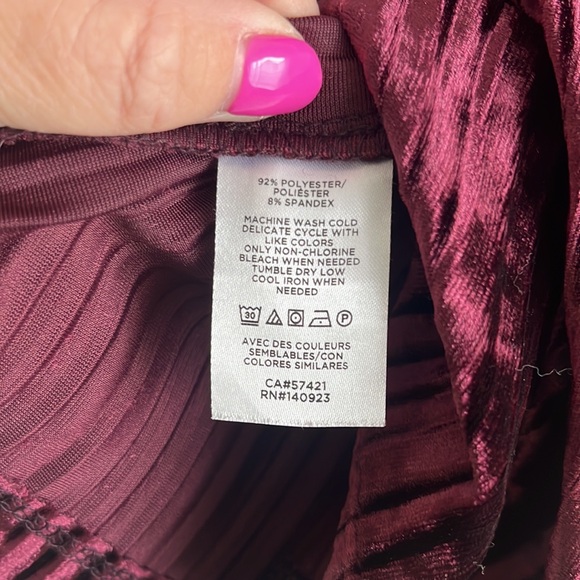 92% POLYESTER/
POLIÉSTER
8% SPANDEX
MACHINE WASH COLD
DELICATE CYCLE WITH
LIKE COLORS
ONLY NON-CHLORINE
BLEACH WHEN NEEDED
TUMBLE DRY LOW
COOL IRON WHEN
NEEDED
30 P
AVEC DES COULEURS
SEMBLABLES/CON
COLORES SIMILARES
CA#57421
RN#140923